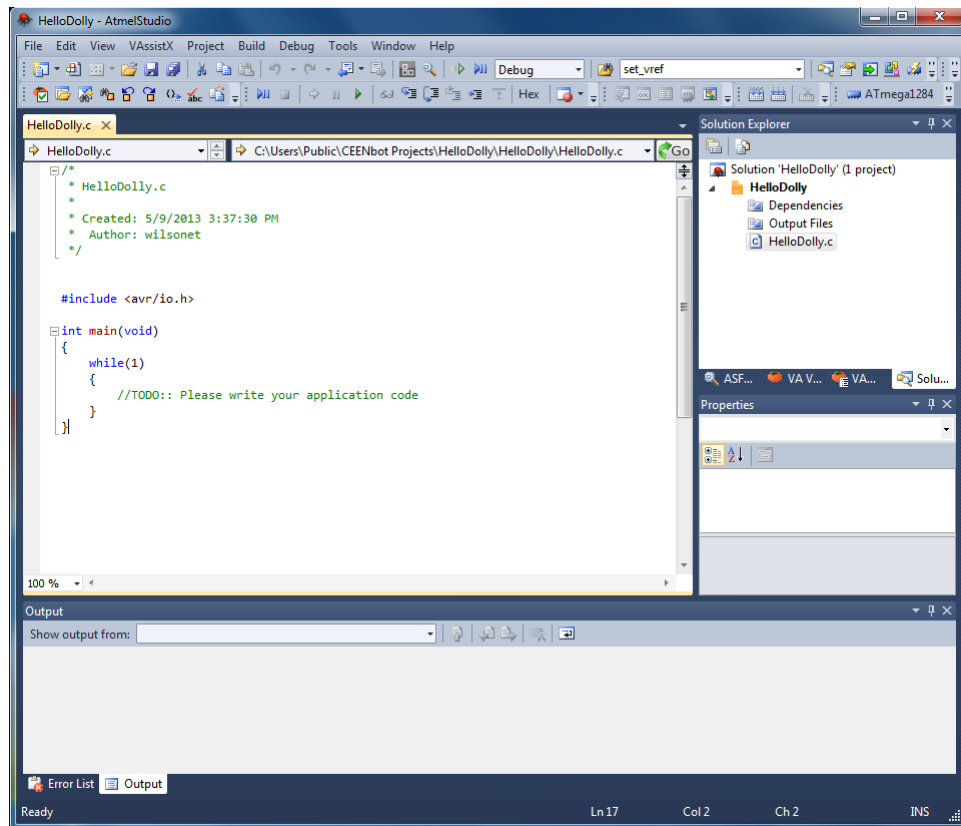 HelloDolly - AtmelStudio
File Edit View VAssistX Project Build Debug Tools Window Help
Debug set_vref
Hex ATmega1284
HelloDolly.c
HelloDolly.c C:\Users\Public\CEENbot Projects\HelloDolly\HelloDolly\HelloDolly.c Go
/*
* HelloDolly.c
*
* Created: 5/9/2013 3:37:30 PM
* Author: wilsonet
*/
#include <avr/io.h>
int main(void)
{
while(1)
{
//TODO:: Please write your application code
}
}
100 %
Solution Explorer
Solution 'HelloDolly' (1 project)
HelloDolly
Dependencies
Output Files
HelloDolly.c
ASF... VA V... VA... Solu...
Properties
Output
Show output from:
Error List Output
Ready Ln 17 Col 2 Ch 2 INS